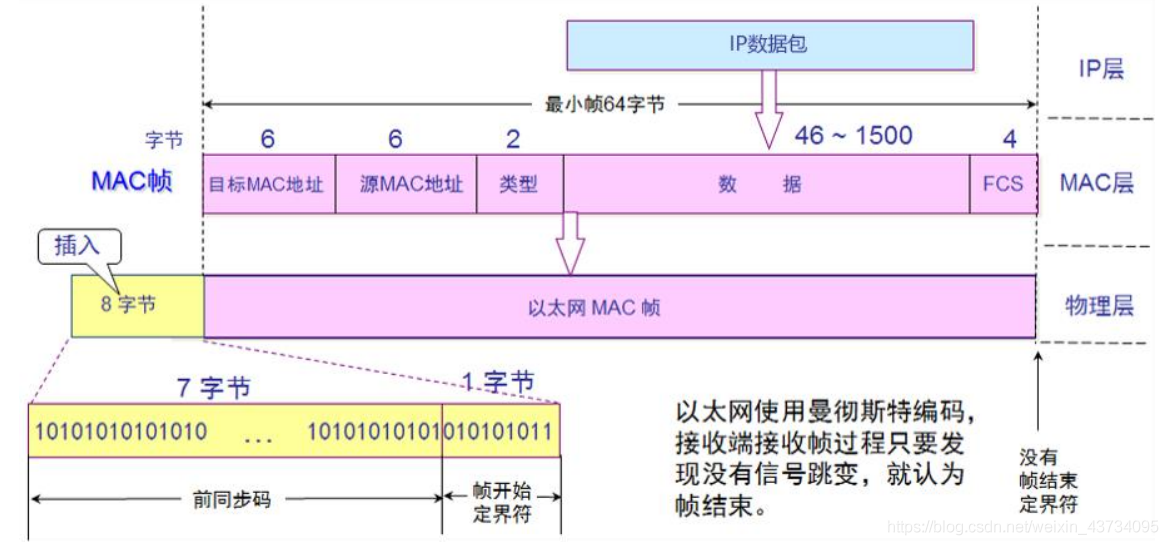 IP数据包
IP层
最小帧64字节
字节
6
6
2
46 ~ 1500
4
MAC帧
目标MAC地址
源MAC地址
类型
数 据
FCS
MAC层
插入
8 字节
以太网 MAC 帧
物理层
7 字节
1 字节
10101010101010 ... 10101010101010101011
前同步码
帧开始
定界符
以太网使用曼彻斯特编码，
接收端接收帧过程只要发
现没有信号跳变，就认为
帧结束。
没有
帧结束
定界符
https://blog.csdn.net/weixin_43734095